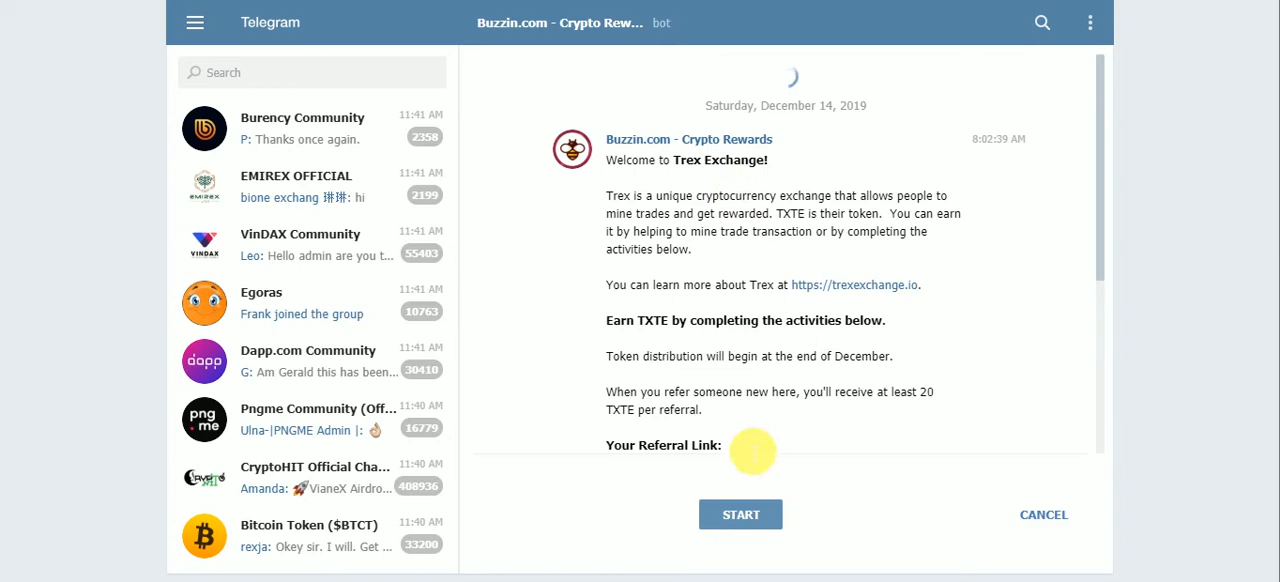 Telegram
Buzzin.com - Crypto Rew... bot
Search
Burency Community 11:41 AM
P: Thanks once again. 2358
EMIREX OFFICIAL 11:41 AM
bione exchang 琳琳: hi 2199
VinDAX Community 11:41 AM
Leo: Hello admin are you t... 55403
Egoras 11:41 AM
Frank joined the group 10763
Dapp.com Community 11:41 AM
G: Am Gerald this has been... 30410
Pngme Community (Off... 11:40 AM
Ulna-|PNGME Admin |: 👌🏼 16779
CryptoHIT Official Cha... 11:40 AM
Amanda: 🚀VianeX Airdro... 408936
Bitcoin Token ($BTCT) 11:40 AM
rexja: Okey sir. I will. Get ... 33200
EMIREX
VINDAX
dapp
png
.me
Saturday, December 14, 2019
Buzzin.com - Crypto Rewards 8:02:39 AM
Welcome to Trex Exchange!
Trex is a unique cryptocurrency exchange that allows people to
mine trades and get rewarded. TXTE is their token.  You can earn
it by helping to mine trade transaction or by completing the
activities below.
You can learn more about Trex at https://trexexchange.io.
Earn TXTE by completing the activities below.
Token distribution will begin at the end of December.
When you refer someone new here, you'll receive at least 20
TXTE per referral.
Your Referral Link:
START
CANCEL